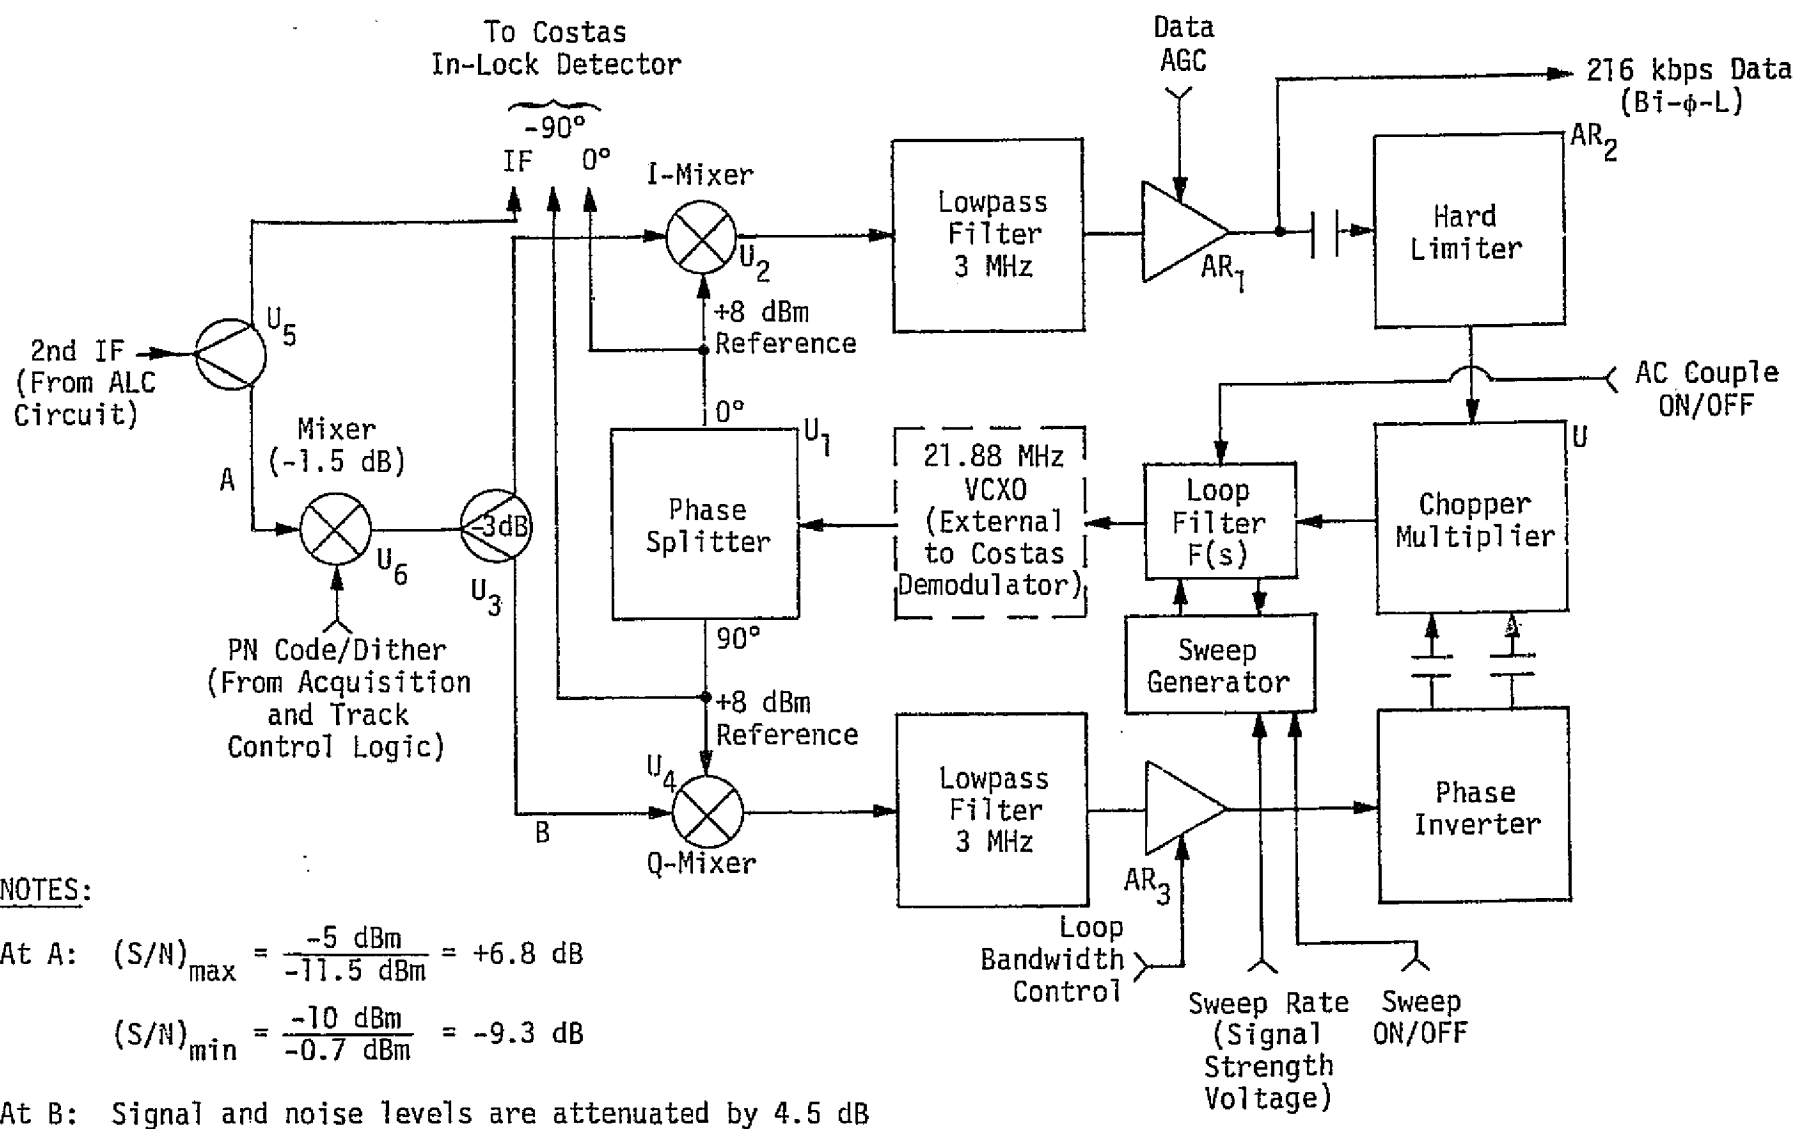 To Costas
In-Lock Detector
-90°
IF
0°
I-Mixer
U2
+8 dBm
Reference
0°
Lowpass
Filter
3 MHz
Data
AGC
AR1
216 kbps Data
(Bi-ϕ-L)
AR2
Hard
Limiter
AC Couple
ON/OFF
2nd IF
(From ALC
Circuit)
U5
A
Mixer
(-1.5 dB)
U6
-3dB
U3
PN Code/Dither
(From Acquisition
and Track
Control Logic)
U1
Phase
Splitter
90°
+8 dBm
Reference
21.88 MHz
VCXO
(External
to Costas
Demodulator)
Loop
Filter
F(s)
U
Chopper
Multiplier
Sweep
Generator
B
U4
Q-Mixer
Lowpass
Filter
3 MHz
AR3
Phase
Inverter
Loop
Bandwidth
Control
Sweep Rate
(Signal
Strength
Voltage)
Sweep
ON/OFF
NOTES:
At A: (S/N)max = -5 dBm / -11.5 dBm = +6.8 dB
(S/N)min = -10 dBm / -0.7 dBm = -9.3 dB
At B: Signal and noise levels are attenuated by 4.5 dB